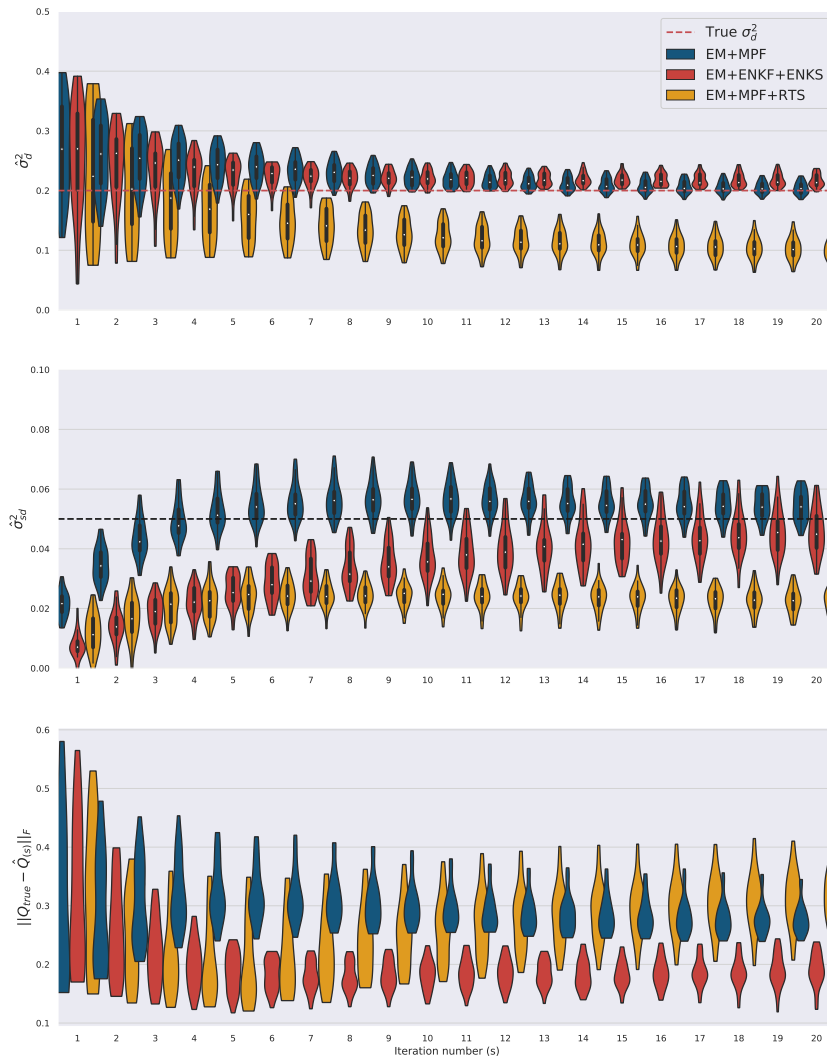 0.5
0.4
0.3
0.2
0.1
0.0
σ̂²_d
True σ²_d
EM+MPF
EM+ENKF+ENKS
EM+MPF+RTS
1 2 3 4 5 6 7 8 9 10 11 12 13 14 15 16 17 18 19 20
0.10
0.08
0.06
0.04
0.02
0.00
σ̂²_sd
1 2 3 4 5 6 7 8 9 10 11 12 13 14 15 16 17 18 19 20
0.6
0.5
0.4
0.3
0.2
0.1
||Q_true − Q̂_(s)||_F
1 2 3 4 5 6 7 8 9 10 11 12 13 14 15 16 17 18 19 20
Iteration number (s)